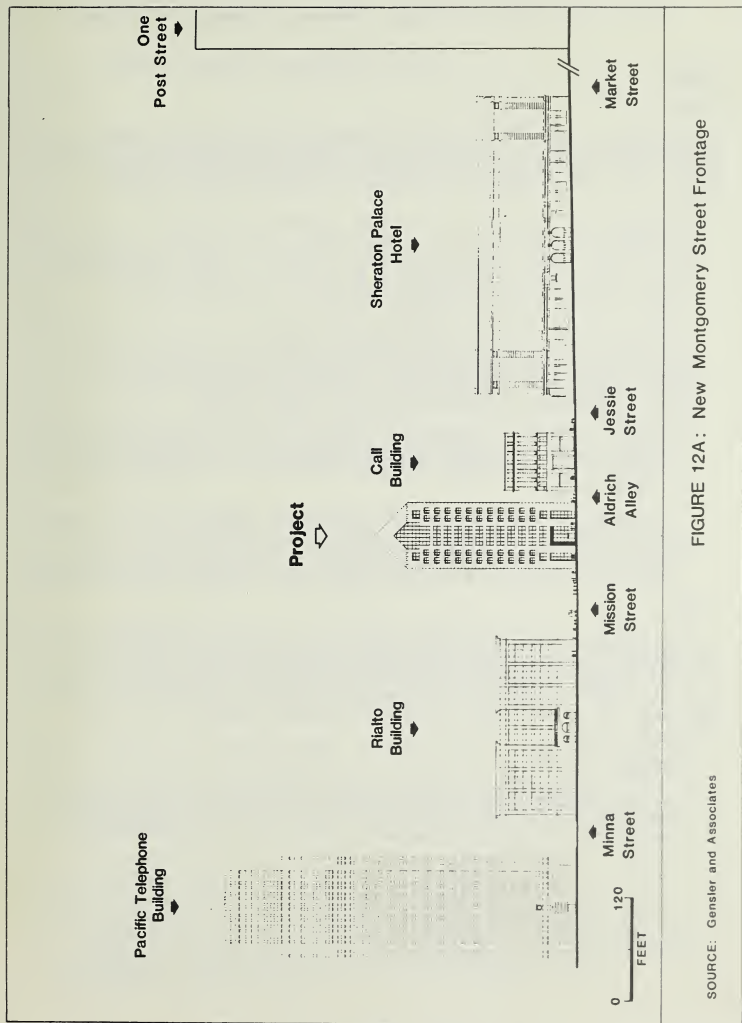 Pacific Telephone
Building
Rialto
Building
Project
Call
Building
Sheraton Palace
Hotel
One
Post Street
Minna
Street
Mission
Street
Aldrich
Alley
Jessie
Street
Market
Street
0 120
FEET
SOURCE: Gensler and Associates
FIGURE 12A: New Montgomery Street Frontage